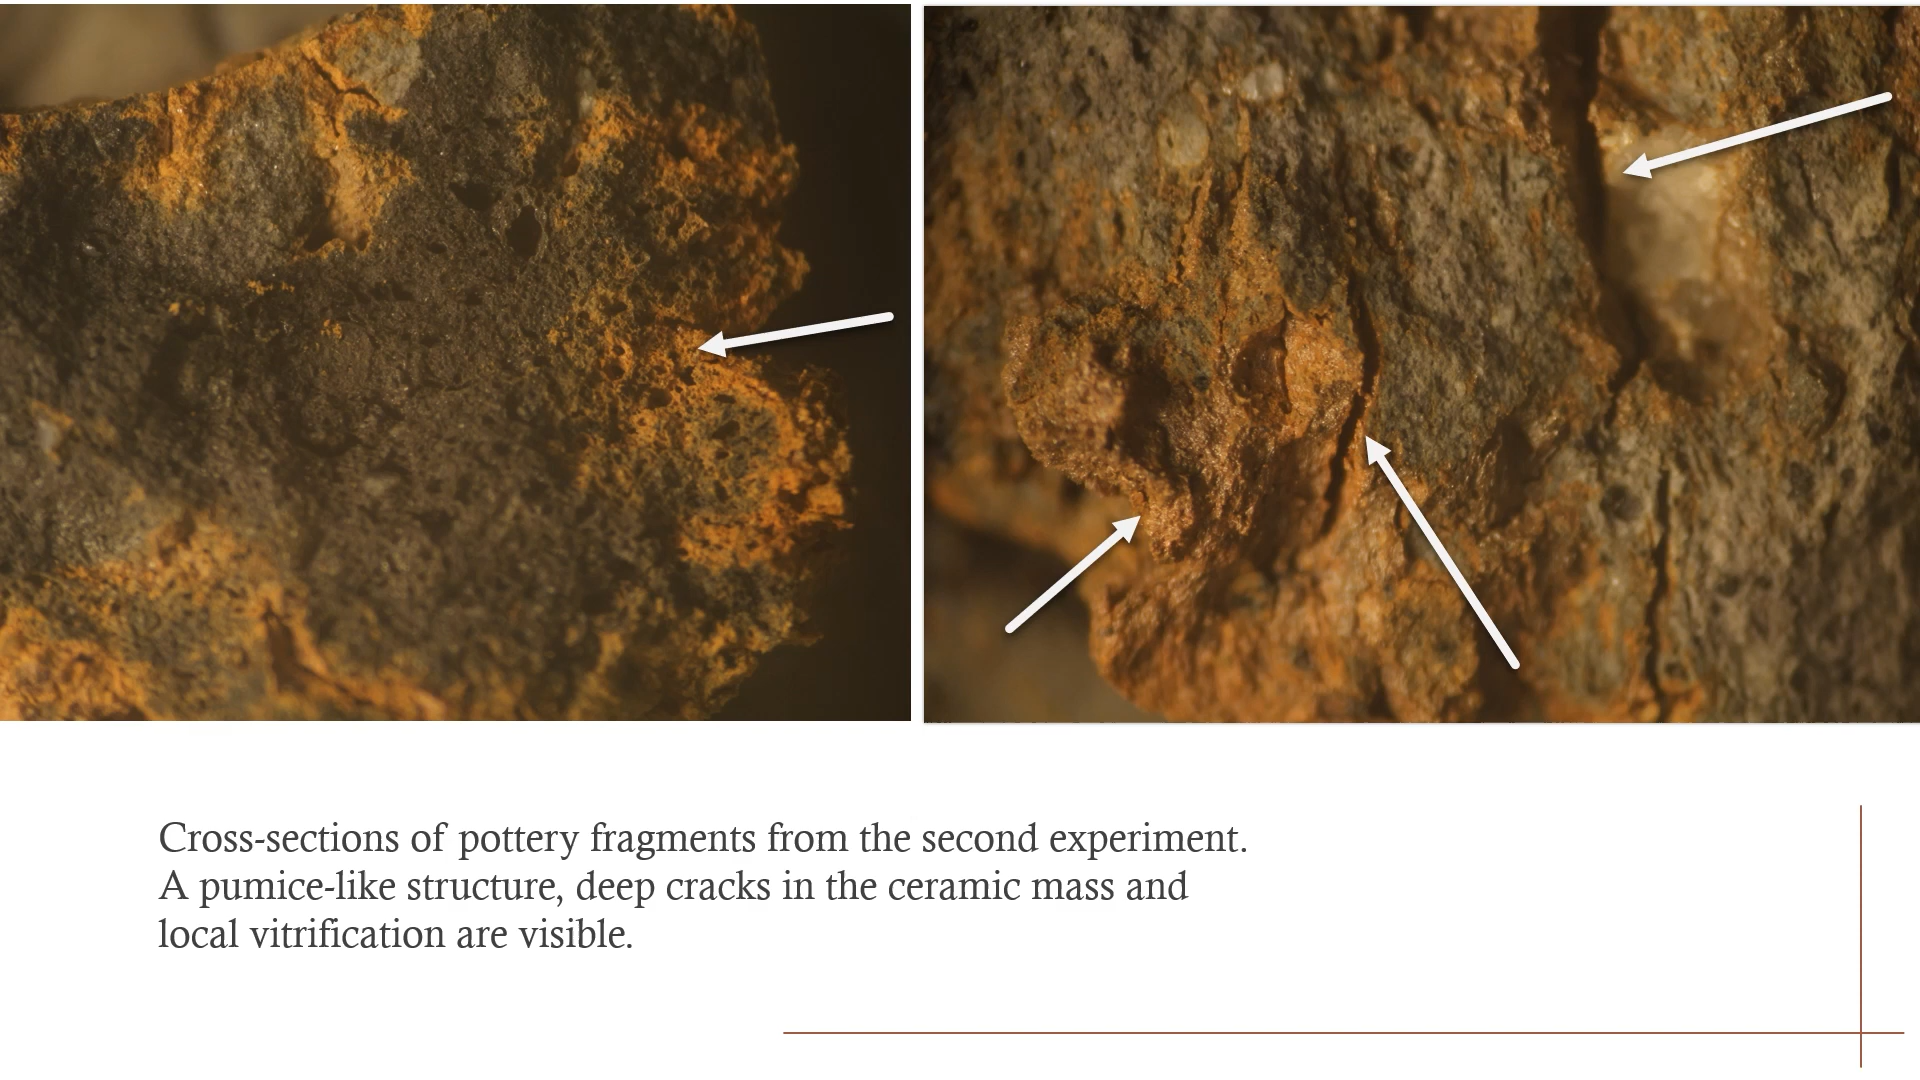 Cross-sections of pottery fragments from the second experiment.
A pumice-like structure, deep cracks in the ceramic mass and
local vitrification are visible.